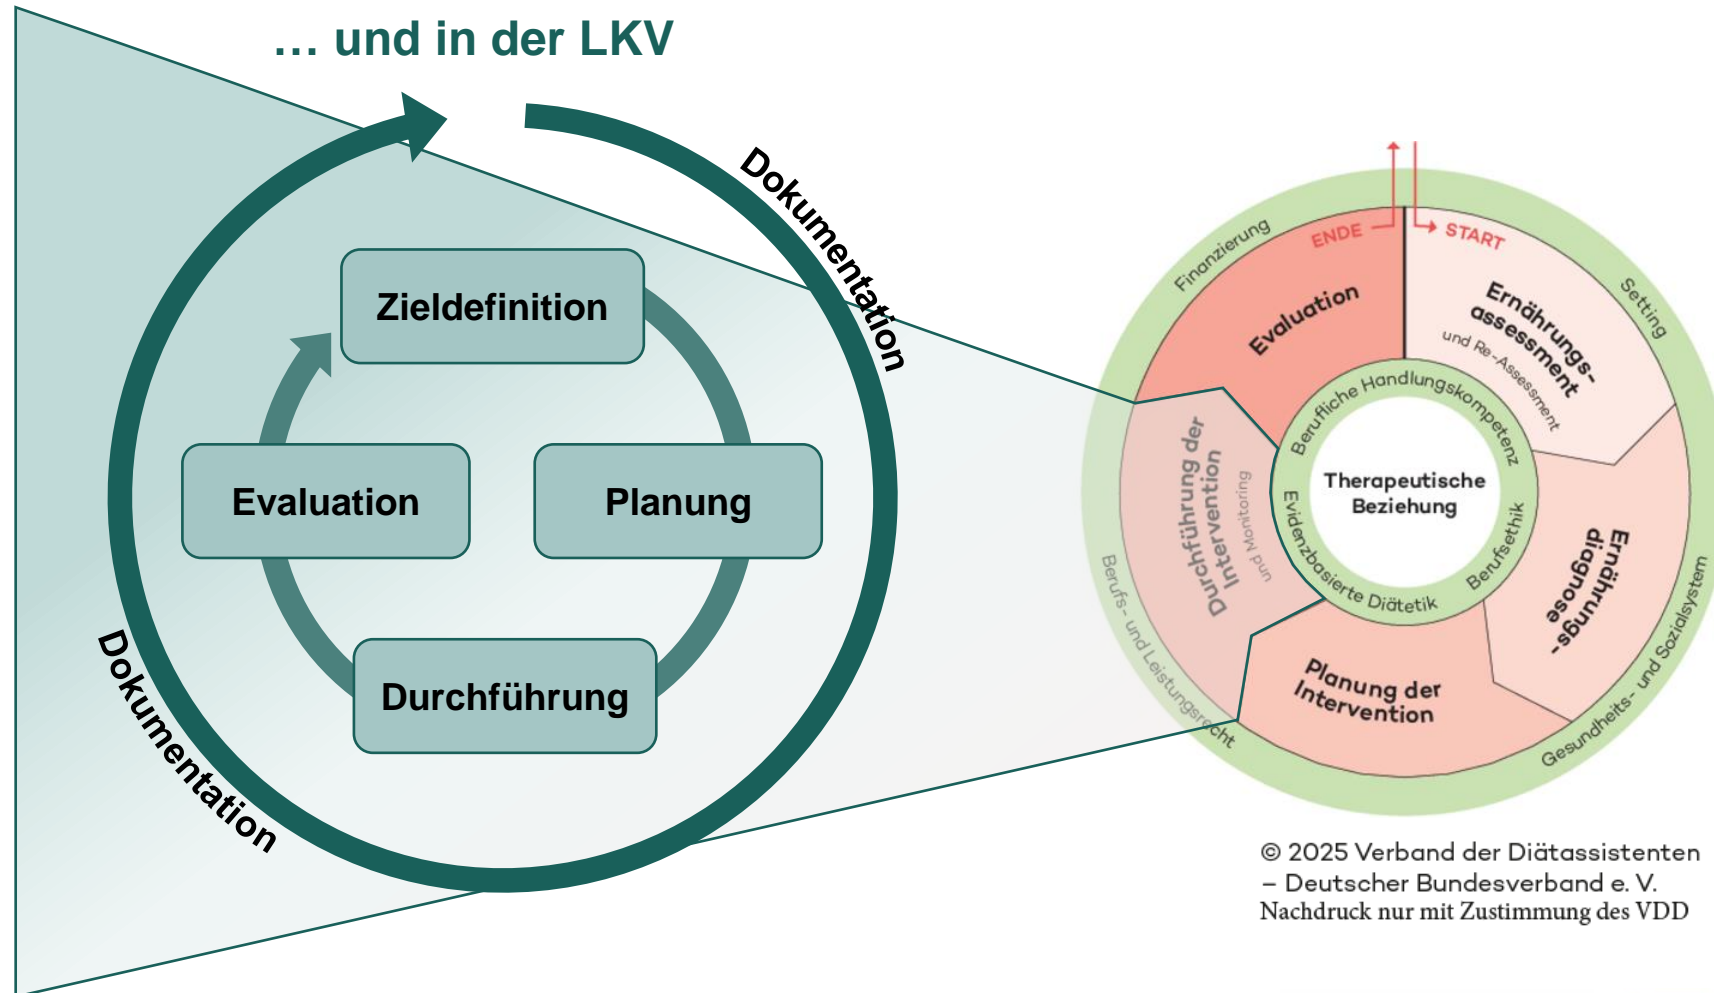 … und in der LKV
Dokumentation
Zieldefinition
Evaluation
Planung
Durchführung
Dokumentation
ENDE
START
Finanzierung
Setting
Evaluation
Ernährungs-
assessment
und Re-Assessment
Berufliche Handlungskompetenz
Durchführung der
Intervention
und Monitoring
Therapeutische
Beziehung
Evidenzbasierte Diätetik
Berufsethik
Ernährungs-
diagnose
Planung der
Intervention
Berufs- und Leistungsrecht
Gesundheits- und Sozialsystem
© 2025 Verband der Diätassistenten
– Deutscher Bundesverband e. V.
Nachdruck nur mit Zustimmung des VDD